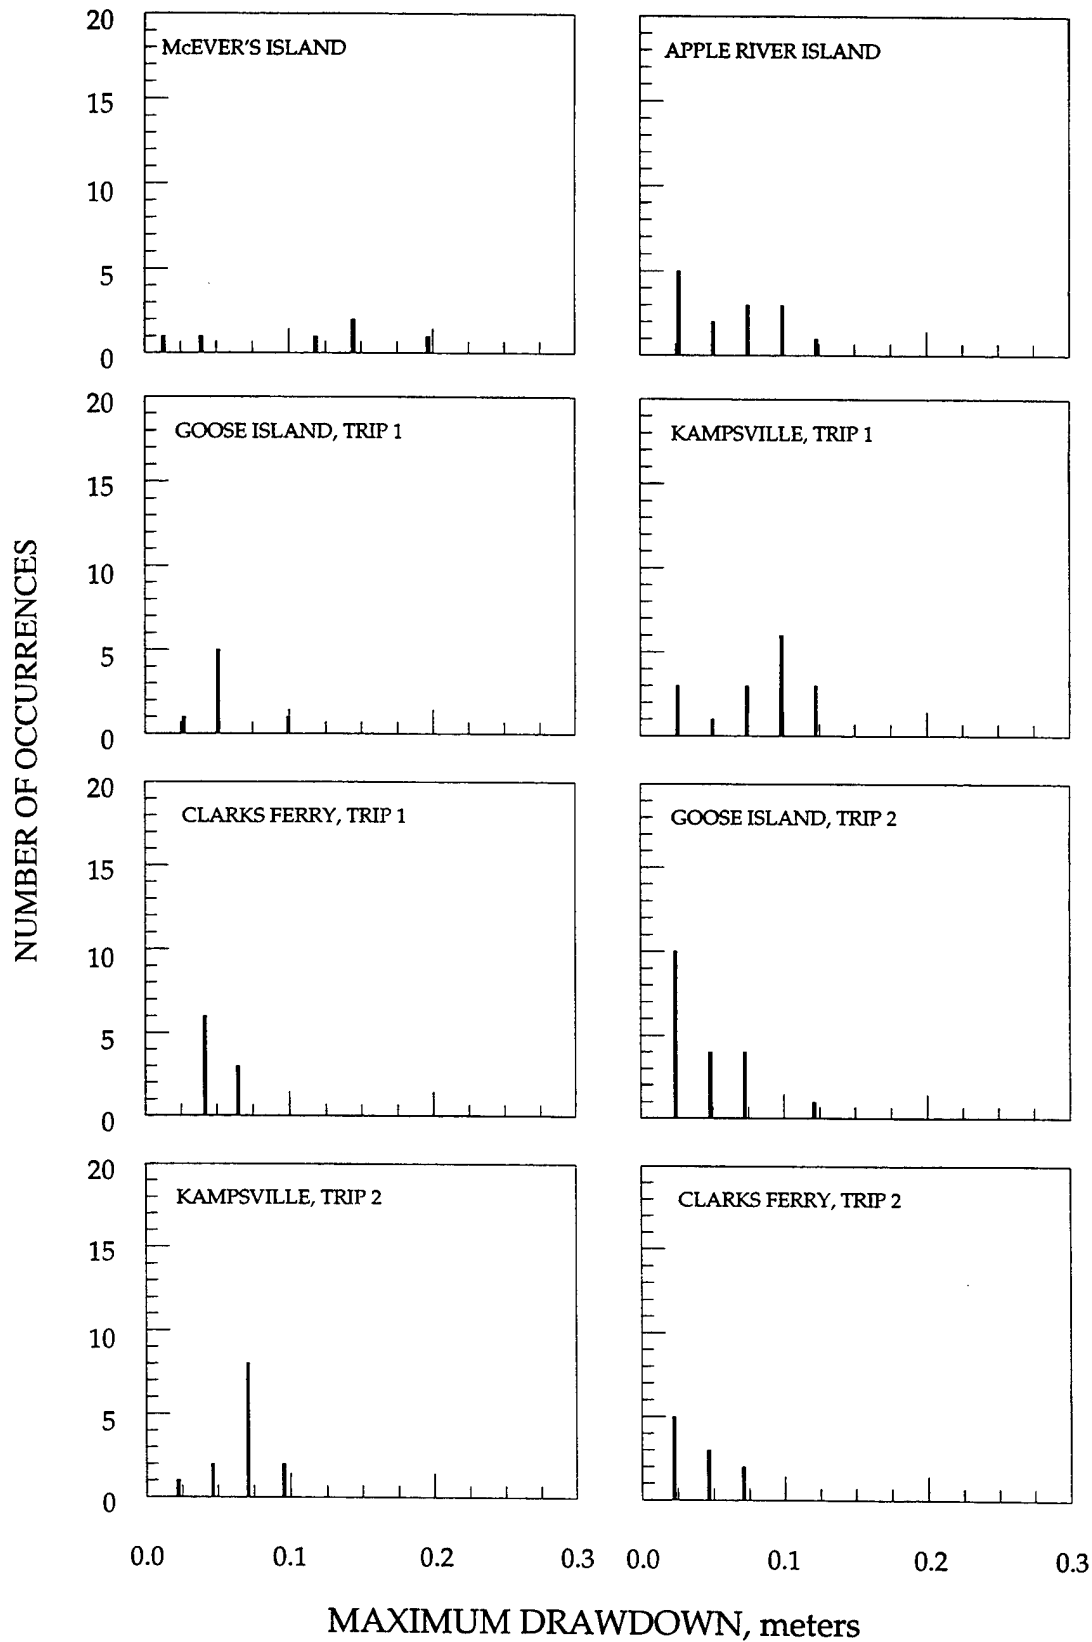 20
McEVER'S ISLAND
15
10
5
0
APPLE RIVER ISLAND
20
GOOSE ISLAND, TRIP 1
15
10
5
0
KAMPSVILLE, TRIP 1
20
CLARKS FERRY, TRIP 1
15
10
5
0
GOOSE ISLAND, TRIP 2
20
KAMPSVILLE, TRIP 2
15
10
5
0
CLARKS FERRY, TRIP 2
NUMBER OF OCCURRENCES
0.0 0.1 0.2 0.3 0.0 0.1 0.2 0.3
MAXIMUM DRAWDOWN, meters